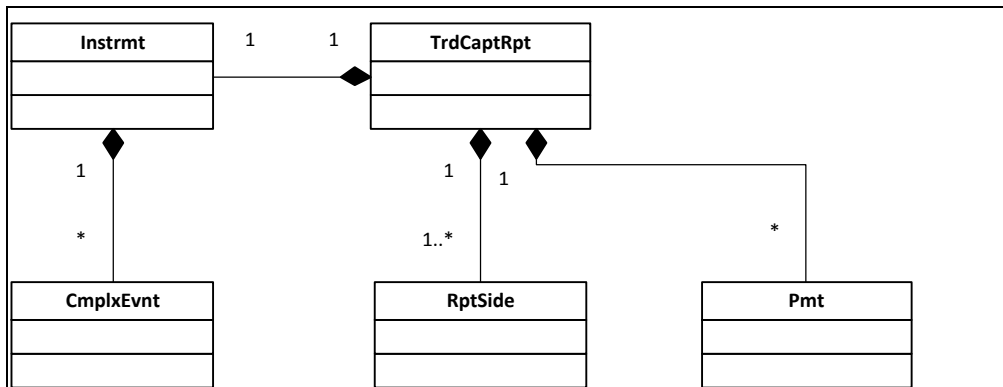 Instrmt
1
1
TrdCaptRpt
1
1
1
*
1..*
*
CmplxEvnt
RptSide
Pmt